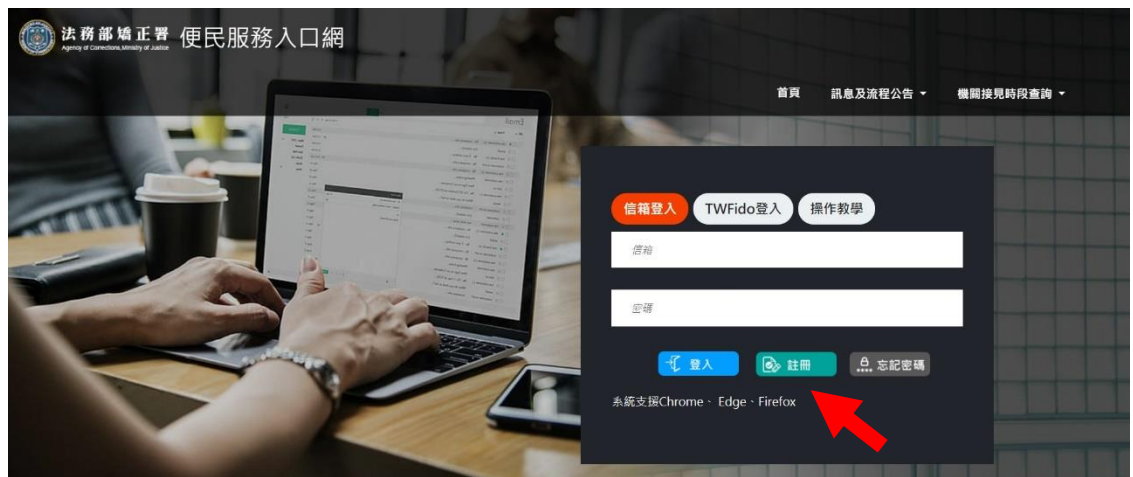 法務部矯正署 便民服務入口網
Agency of Corrections,Ministry of Justice
首頁 訊息及流程公告 機關接見時段查詢
信箱登入 TWFido登入 操作教學
信箱
密碼
登入 註冊 忘記密碼
系統支援Chrome、 Edge、Firefox